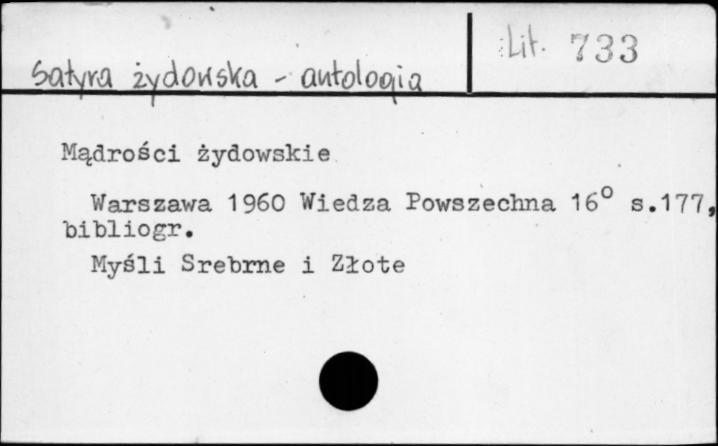 Lit. 733
Satyra żydowska - antologia
Mądrości żydowskie
Warszawa 1960 Wiedza Powszechna 16° s.177,
bibliogr.
Myśli Srebrne i Złote